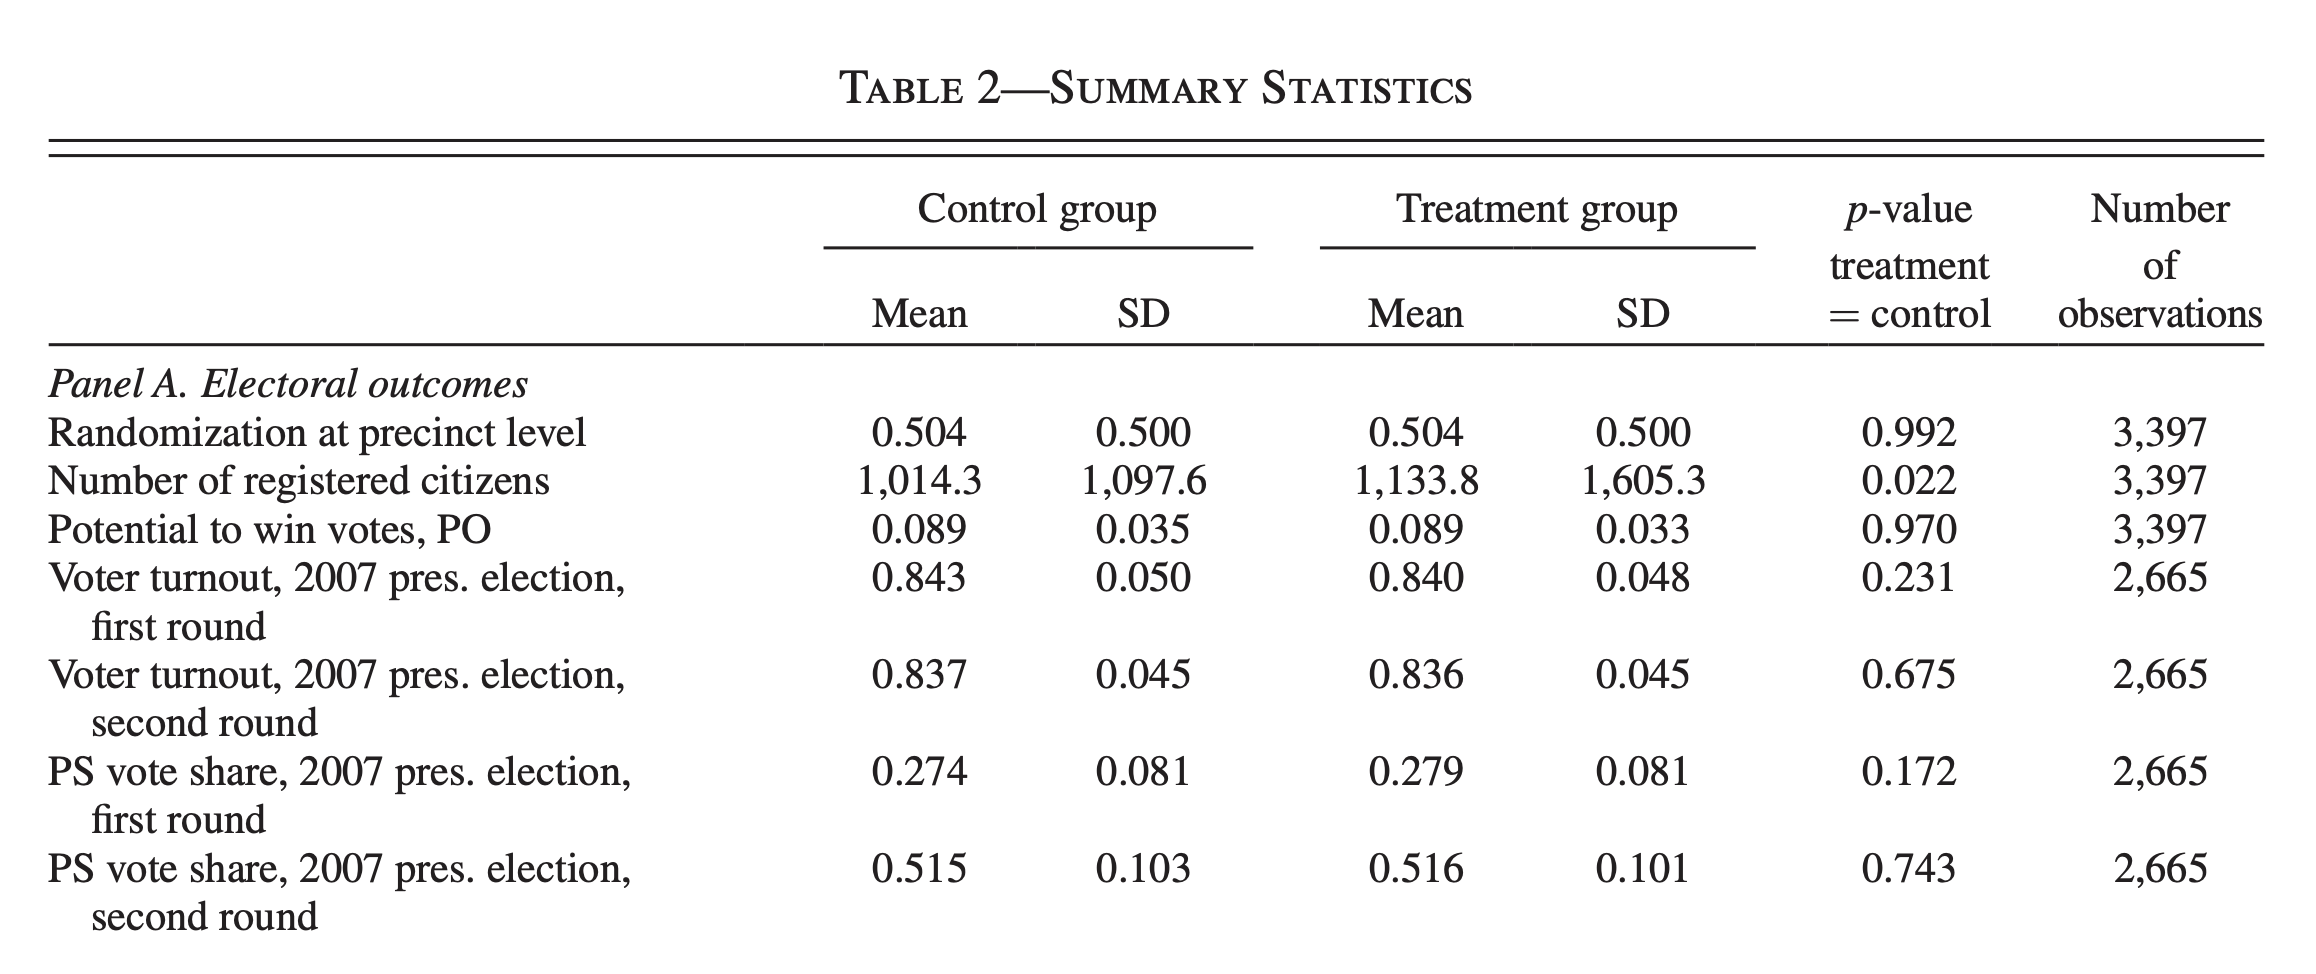 TABLE 2—SUMMARY STATISTICS
Control group Treatment group p-value Number
treatment of
Mean SD Mean SD = control observations
Panel A. Electoral outcomes
Randomization at precinct level 0.504 0.500 0.504 0.500 0.992 3,397
Number of registered citizens 1,014.3 1,097.6 1,133.8 1,605.3 0.022 3,397
Potential to win votes, PO 0.089 0.035 0.089 0.033 0.970 3,397
Voter turnout, 2007 pres. election, 0.843 0.050 0.840 0.048 0.231 2,665
first round
Voter turnout, 2007 pres. election, 0.837 0.045 0.836 0.045 0.675 2,665
second round
PS vote share, 2007 pres. election, 0.274 0.081 0.279 0.081 0.172 2,665
first round
PS vote share, 2007 pres. election, 0.515 0.103 0.516 0.101 0.743 2,665
second round